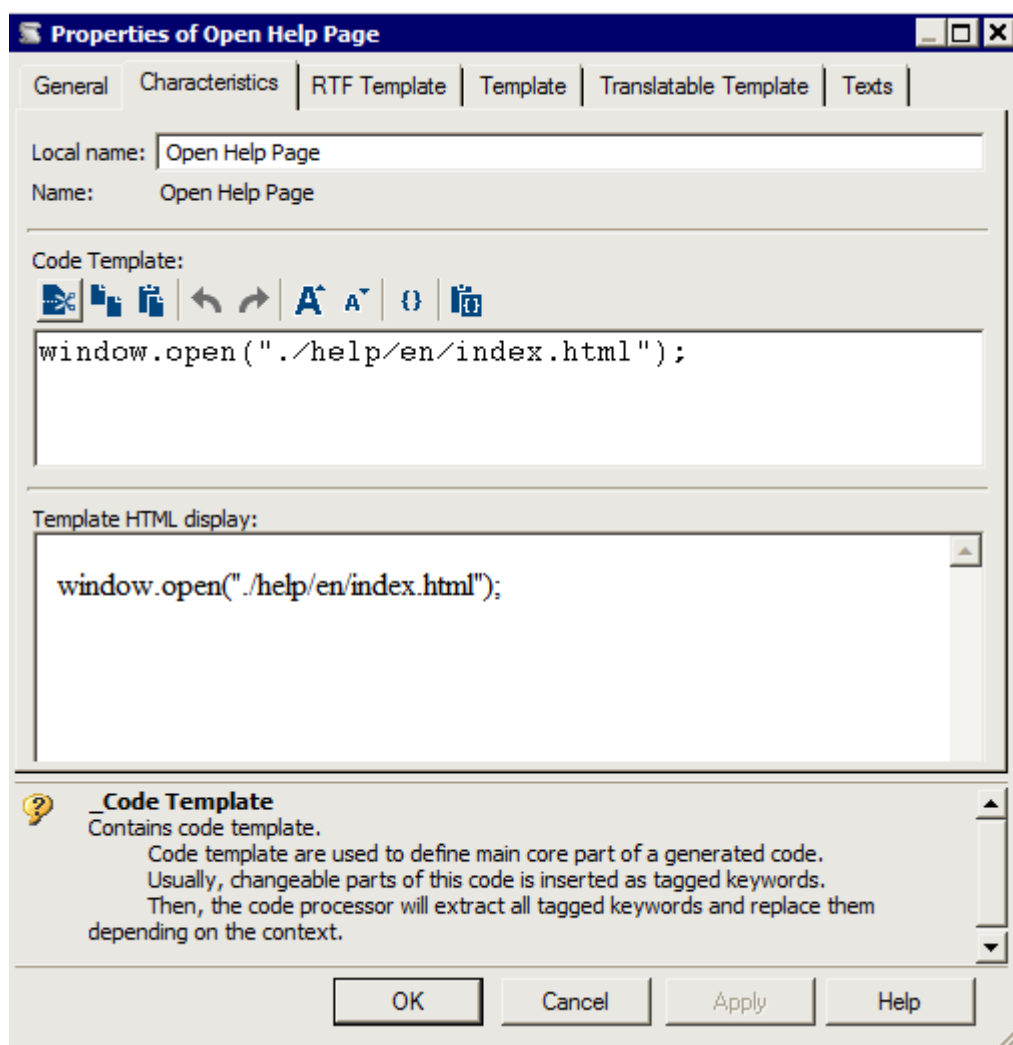 Properties of Open Help Page
General Characteristics RTF Template Template Translatable Template Texts
Local name: Open Help Page
Name: Open Help Page
Code Template:
window.open("./help/en/index.html");
Template HTML display:
window.open("./help/en/index.html");
_Code Template
Contains code template.
Code template are used to define main core part of a generated code.
Usually, changeable parts of this code is inserted as tagged keywords.
Then, the code processor will extract all tagged keywords and replace them
depending on the context.
OK Cancel Apply Help